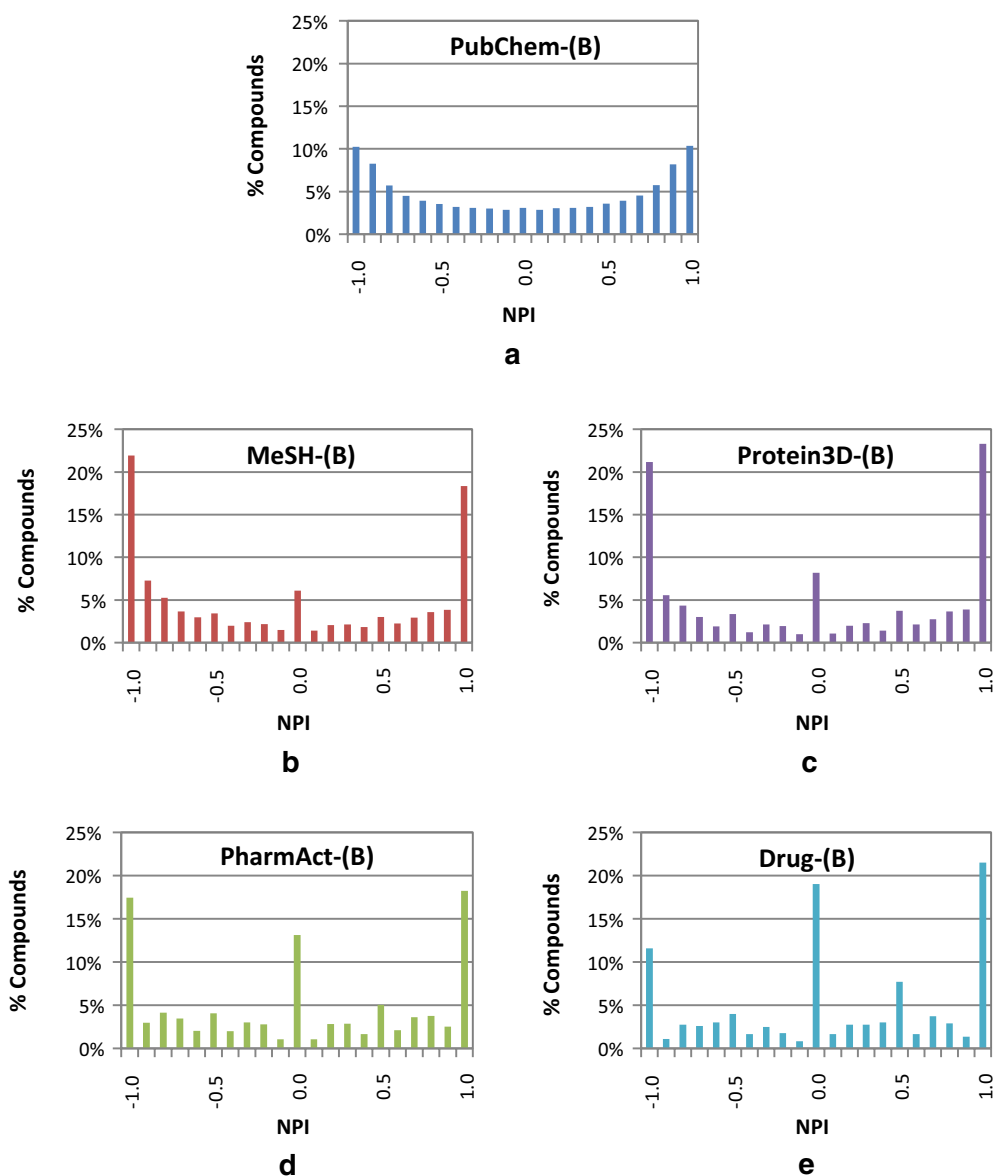 25%
PubChem-(B)
20%
15%
10%
5%
0%
% Compounds
-1.0
-0.5
0.0
0.5
1.0
NPI
a
25%
MeSH-(B)
20%
15%
10%
5%
0%
% Compounds
-1.0
-0.5
0.0
0.5
1.0
NPI
b
25%
Protein3D-(B)
20%
15%
10%
5%
0%
% Compounds
-1.0
-0.5
0.0
0.5
1.0
NPI
c
25%
PharmAct-(B)
20%
15%
10%
5%
0%
% Compounds
-1.0
-0.5
0.0
0.5
1.0
NPI
d
25%
Drug-(B)
20%
15%
10%
5%
0%
% Compounds
-1.0
-0.5
0.0
0.5
1.0
NPI
e